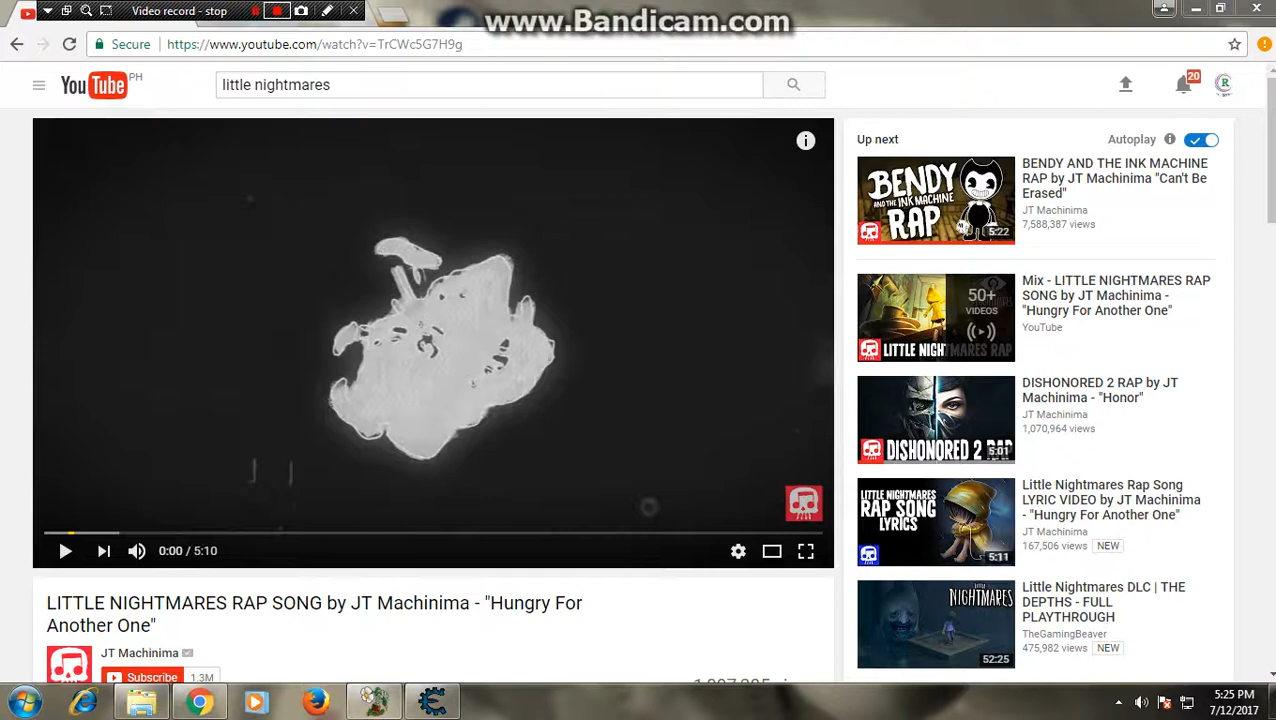 www.Bandicam.com
Video record - stop
Secure
https://www.youtube.com/watch?v=TrCWc5G7H9g
YouTube
PH
little nightmares
20
R
Up next
Autoplay
BENDY
AND THE INK MACHINE
RAP
5:22
BENDY AND THE INK MACHINE
RAP by JT Machinima "Can't Be
Erased"
JT Machinima
7,588,387 views
50+
VIDEOS
LITTLE NIGHTMARES RAP
Mix - LITTLE NIGHTMARES RAP
SONG by JT Machinima -
"Hungry For Another One"
YouTube
DISHONORED 2 RAP
5:01
DISHONORED 2 RAP by JT
Machinima - "Honor"
JT Machinima
1,070,964 views
LITTLE NIGHTMARES
RAP SONG
LYRICS
5:11
Little Nightmares Rap Song
LYRIC VIDEO by JT Machinima
- "Hungry For Another One"
JT Machinima
167,506 views
NEW
NIGHTMARES
52:25
Little Nightmares DLC | THE
DEPTHS - FULL
PLAYTHROUGH
TheGamingBeaver
475,982 views
NEW
0:00 / 5:10
LITTLE NIGHTMARES RAP SONG by JT Machinima - "Hungry For
Another One"
JT Machinima
Subscribe
1.3M
5:25 PM
7/12/2017